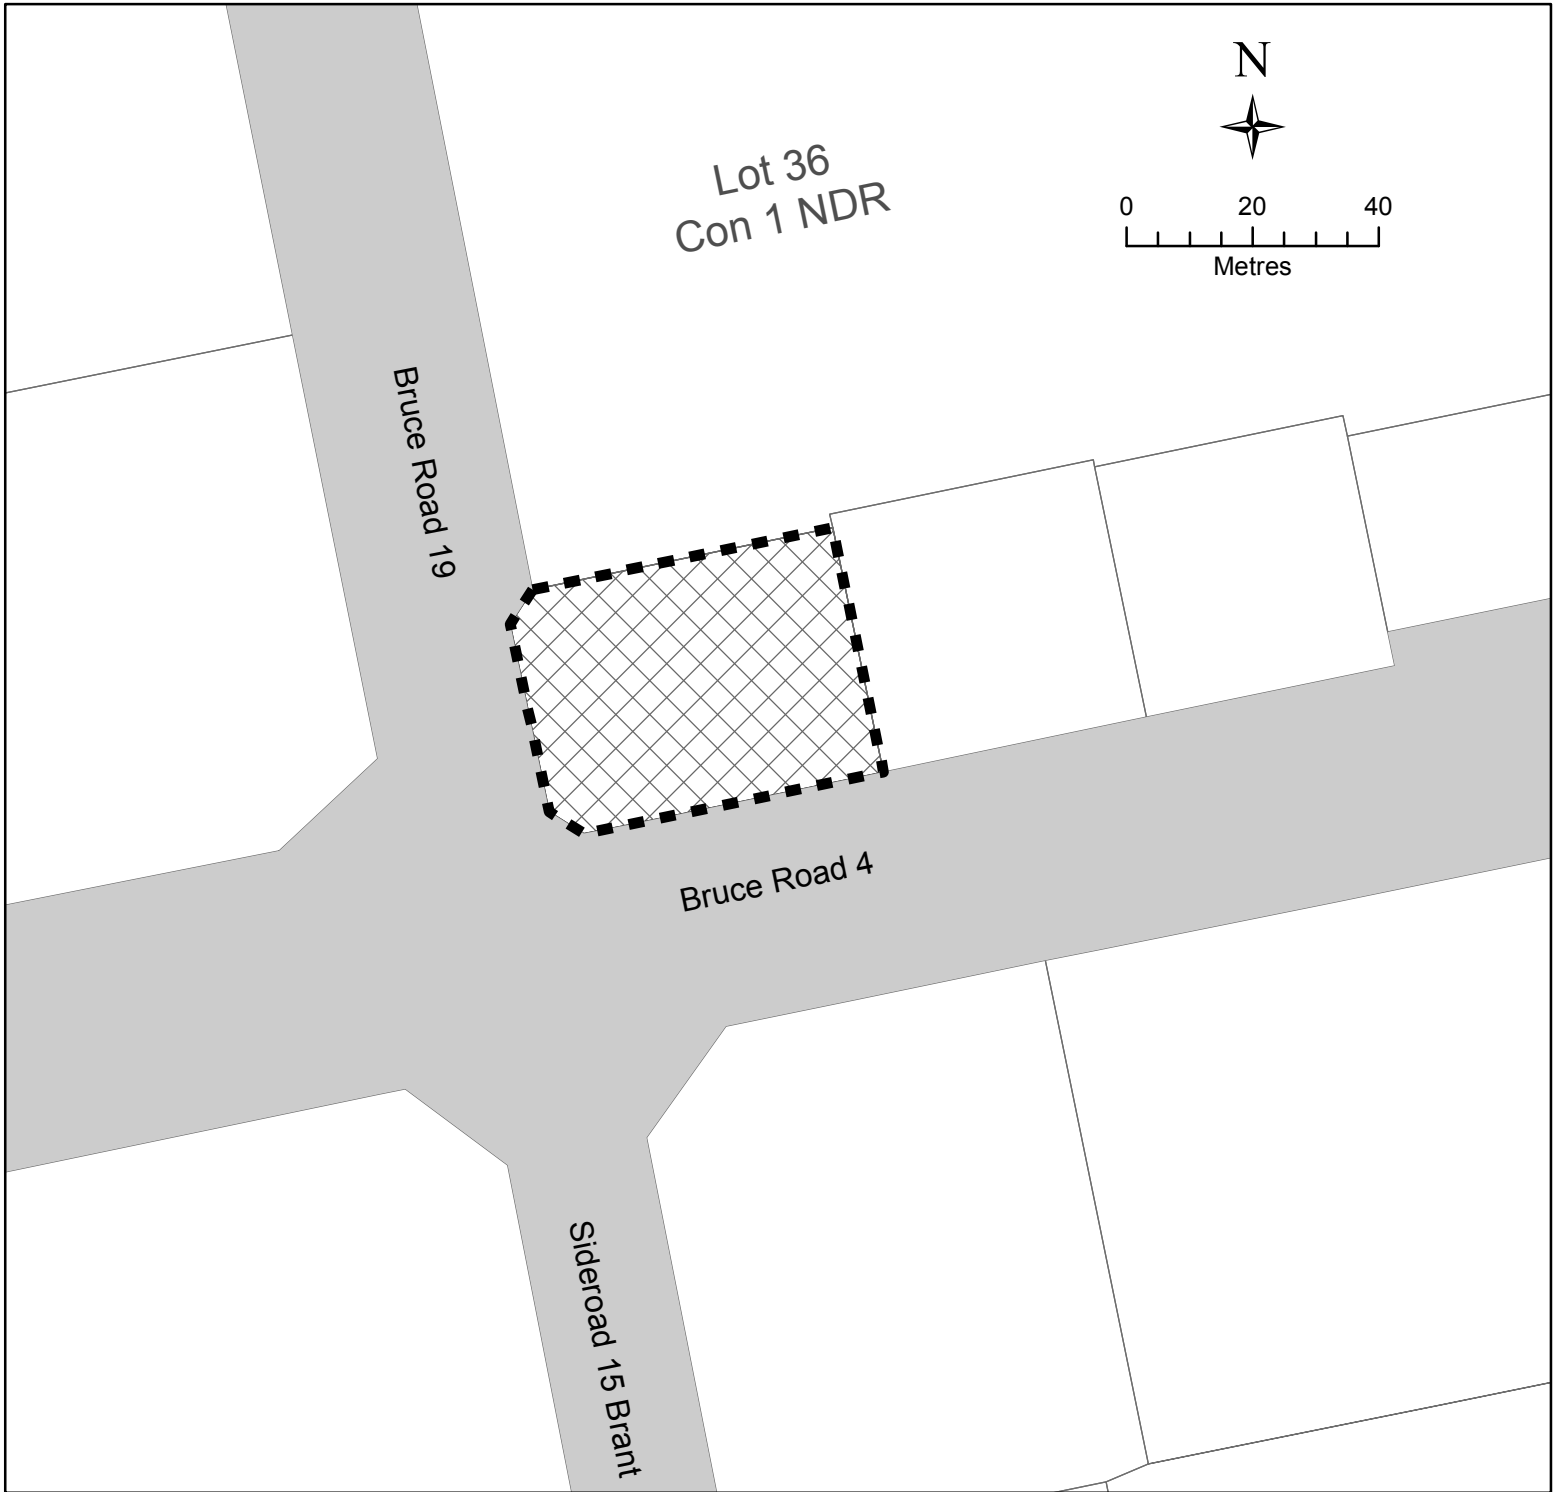 N
Lot 36
Con 1 NDR
0 20 40
Metres
Bruce Road 19
Bruce Road 4
Sideroad 15 Brant